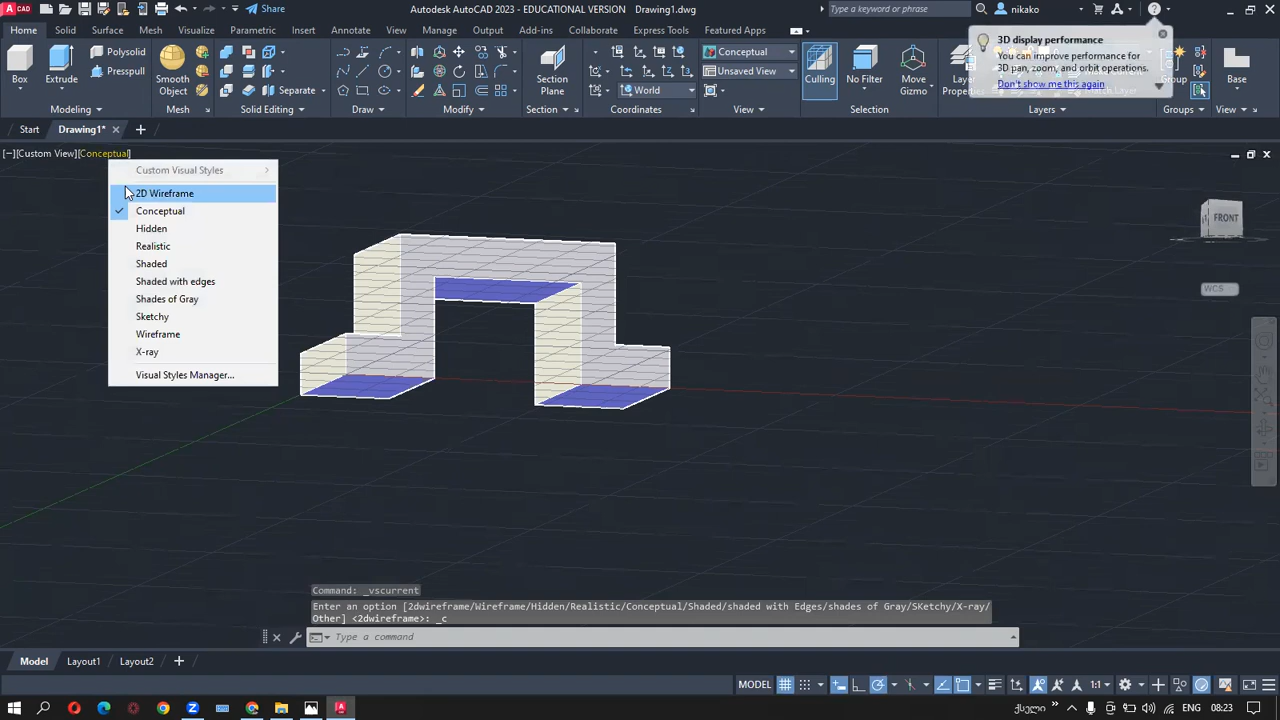 Share
Autodesk AutoCAD 2023 - EDUCATIONAL VERSION Drawing1.dwg
Type a keyword or phrase
nikako
Home Solid Surface Mesh Visualize Parametric Insert Annotate View Manage Output Add-ins Collaborate Express Tools Featured Apps
Box
Extrude
Polysolid
Presspull
Smooth
Object
Separate
Section
Plane
World
Conceptual
Unsaved View
Culling
No Filter
Move
Gizmo
Layer
Properties
Group
Base
Modeling
Mesh
Solid Editing
Draw
Modify
Section
Coordinates
View
Selection
Layers
Groups
View
3D display performance
You can improve performance for
3D pan, zoom, and orbit operations.
Don't show me this again
Start
Drawing1*
[−][Custom View][Conceptual]
Custom Visual Styles
2D Wireframe
Conceptual
Hidden
Realistic
Shaded
Shaded with edges
Shades of Gray
Sketchy
Wireframe
X-ray
Visual Styles Manager...
FRONT
WCS
Command: _vscurrent
Enter an option [2dwireframe/Wireframe/Hidden/Realistic/Conceptual/Shaded/shaded with Edges/shades of Gray/SKetchy/X-ray/
Other] <2dwireframe>: _c
Type a command
Model Layout1 Layout2
MODEL
1:1
ქსელი
ENG
08:23